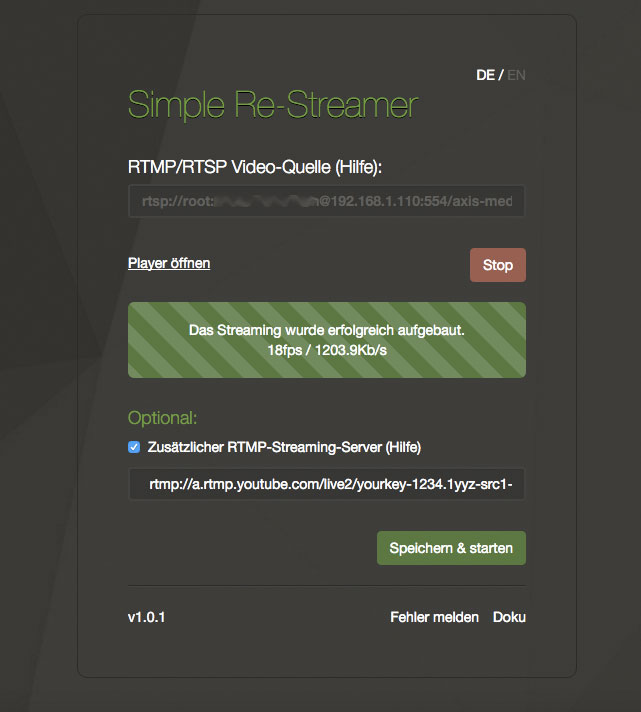 DE / EN
Simple Re-Streamer
RTMP/RTSP Video-Quelle (Hilfe):
rtsp://root: @192.168.1.110:554/axis-med
Player öffnen
Stop
Das Streaming wurde erfolgreich aufgebaut.
18fps / 1203.9Kb/s
Optional:
Zusätzlicher RTMP-Streaming-Server (Hilfe)
rtmp://a.rtmp.youtube.com/live2/yourkey-1234.1yyz-src1-
Speichern & starten
v1.0.1
Fehler melden Doku